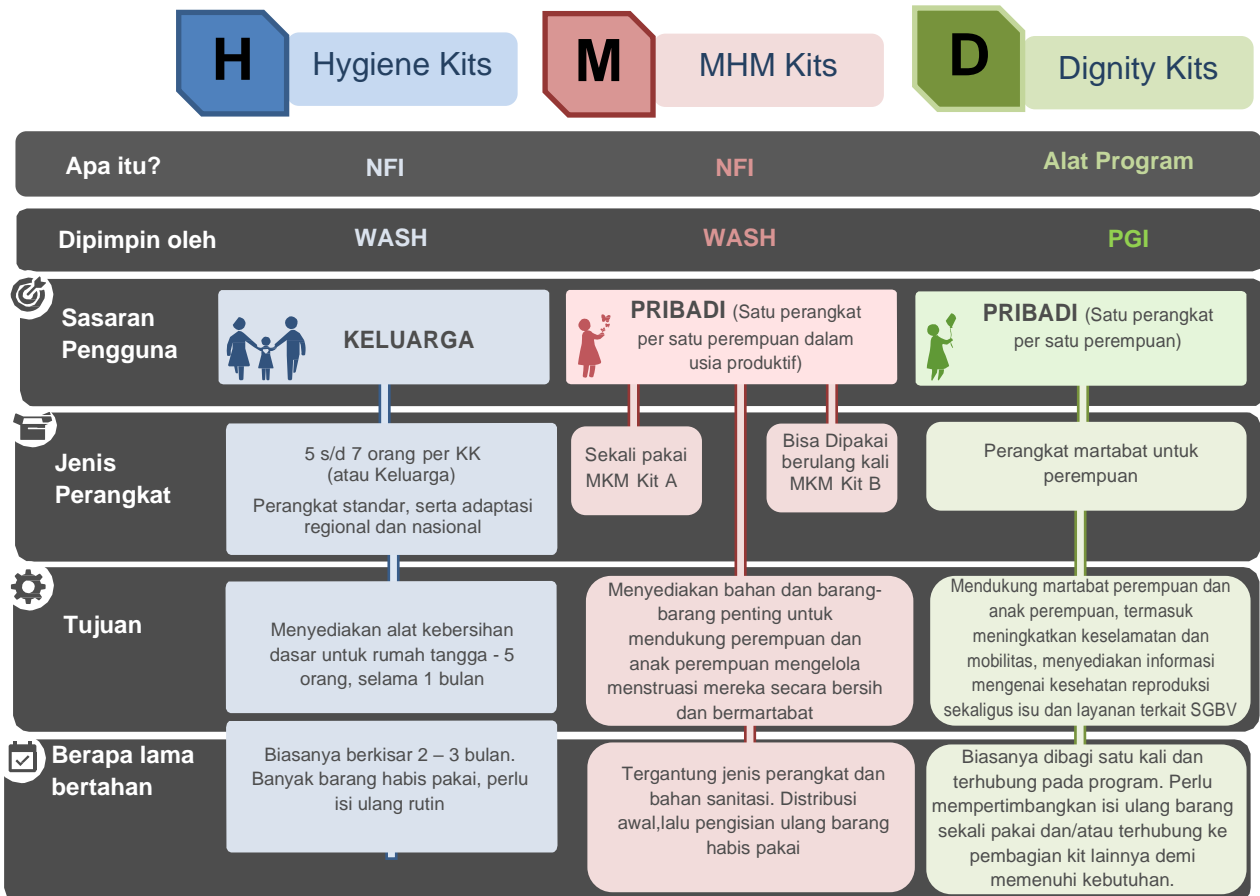 H
Hygiene Kits
M
MHM Kits
D
Dignity Kits
Apa itu?
NFI
NFI
Alat Program
Dipimpin oleh
WASH
WASH
PGI
Sasaran
Pengguna
KELUARGA
PRIBADI (Satu perangkat
per satu perempuan dalam
usia produktif)
PRIBADI (Satu perangkat
per satu perempuan)
Jenis
Perangkat
5 s/d 7 orang per KK
(atau Keluarga)
Perangkat standar, serta adaptasi
regional dan nasional
Sekali pakai
MKM Kit A
Bisa Dipakai
berulang kali
MKM Kit B
Perangkat martabat untuk
perempuan
Tujuan
Menyediakan alat kebersihan
dasar untuk rumah tangga - 5
orang, selama 1 bulan
Menyediakan bahan dan barang-
barang penting untuk
mendukung perempuan dan
anak perempuan mengelola
menstruasi mereka secara bersih
dan bermartabat
Mendukung martabat perempuan dan
anak perempuan, termasuk
meningkatkan keselamatan dan
mobilitas, menyediakan informasi
mengenai kesehatan reproduksi
sekaligus isu dan layanan terkait SGBV
Berapa lama
bertahan
Biasanya berkisar 2 – 3 bulan.
Banyak barang habis pakai, perlu
isi ulang rutin
Tergantung jenis perangkat dan
bahan sanitasi. Distribusi
awal,lalu pengisian ulang barang
habis pakai
Biasanya dibagi satu kali dan
terhubung pada program. Perlu
mempertimbangkan isi ulang barang
sekali pakai dan/atau terhubung ke
pembagian kit lainnya demi
memenuhi kebutuhan.